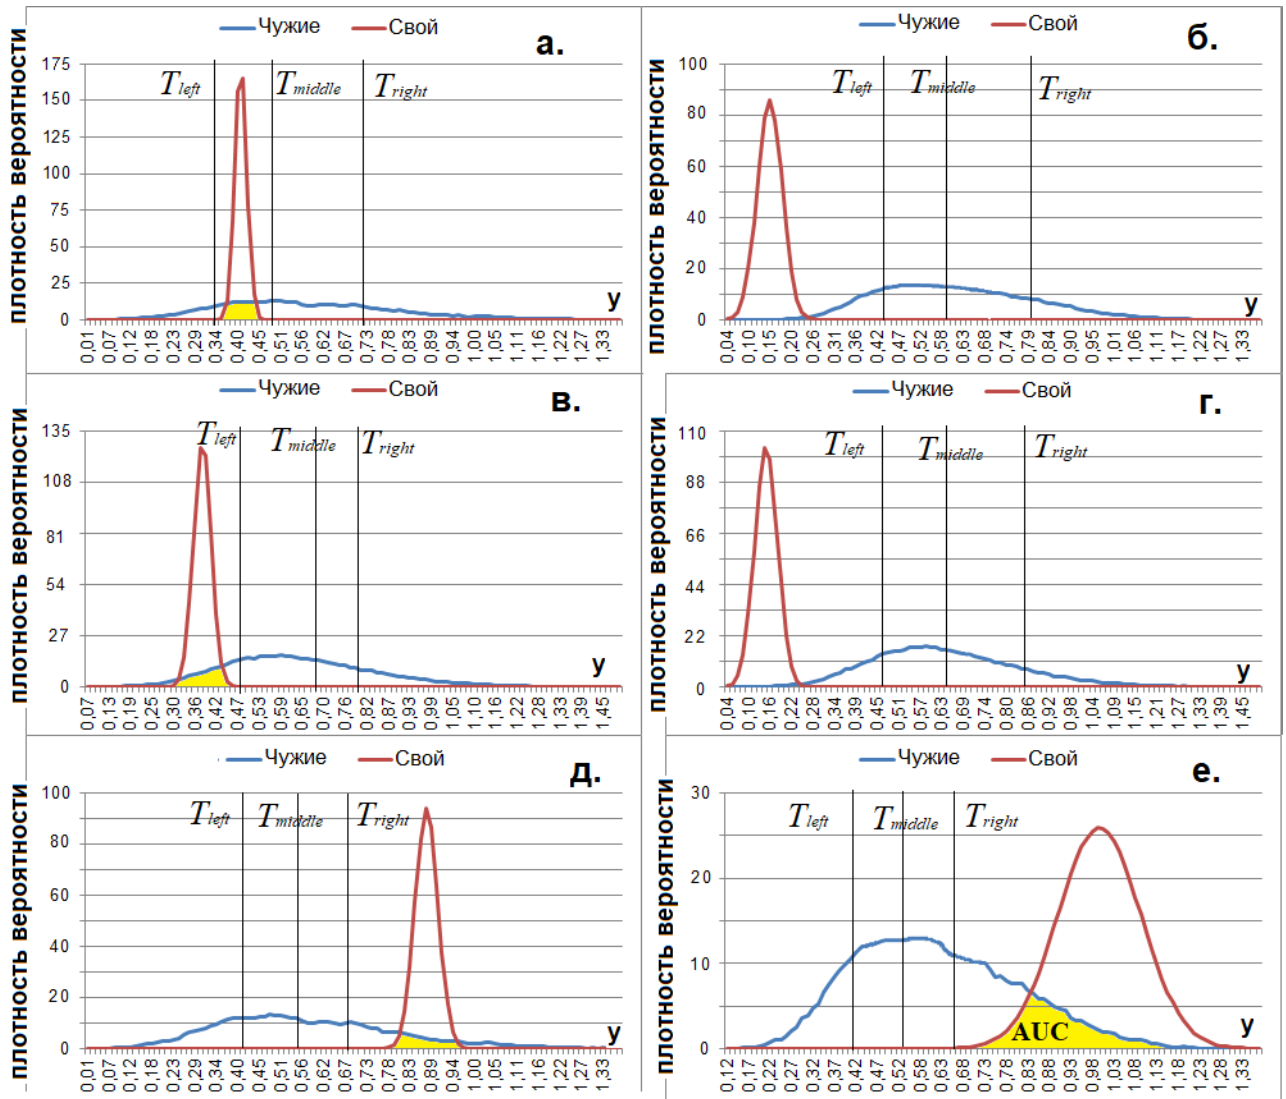 Чужие Свой
а.
плотность вероятности
T left T middle T right
175
150
125
100
75
50
25
0
y
0,01 0,07 0,12 0,18 0,23 0,29 0,34 0,40 0,45 0,51 0,56 0,62 0,67 0,73 0,78 0,83 0,89 0,94 1,00 1,05 1,11 1,16 1,22 1,27 1,33
Чужие Свой
б.
плотность вероятности
T left T middle T right
100
80
60
40
20
0
y
0,04 0,10 0,15 0,20 0,26 0,31 0,36 0,42 0,47 0,52 0,58 0,63 0,68 0,74 0,79 0,84 0,90 0,95 1,01 1,06 1,11 1,17 1,22 1,27 1,33
Чужие Свой
в.
плотность вероятности
T left T middle T right
135
108
81
54
27
0
y
0,07 0,13 0,19 0,25 0,30 0,36 0,42 0,47 0,53 0,59 0,65 0,70 0,76 0,82 0,88 0,93 0,99 1,05 1,10 1,16 1,22 1,28 1,33 1,39 1,45
Чужие Свой
г.
плотность вероятности
T left T middle T right
110
88
66
44
22
0
y
0,04 0,10 0,16 0,22 0,28 0,34 0,39 0,45 0,51 0,57 0,63 0,69 0,74 0,80 0,86 0,92 0,98 1,04 1,09 1,15 1,21 1,27 1,33 1,39 1,45
Чужие Свой
д.
плотность вероятности
T left T middle T right
100
80
60
40
20
0
y
0,01 0,07 0,12 0,18 0,23 0,29 0,34 0,40 0,45 0,51 0,56 0,62 0,67 0,73 0,78 0,83 0,89 0,94 1,00 1,05 1,11 1,16 1,22 1,27 1,33
Чужие Свой
е.
плотность вероятности
T left T middle T right
30
20
10
0
AUC
y
0,12 0,17 0,22 0,27 0,32 0,37 0,42 0,47 0,52 0,58 0,63 0,68 0,73 0,78 0,83 0,88 0,93 0,98 1,03 1,08 1,13 1,18 1,23 1,28 1,33